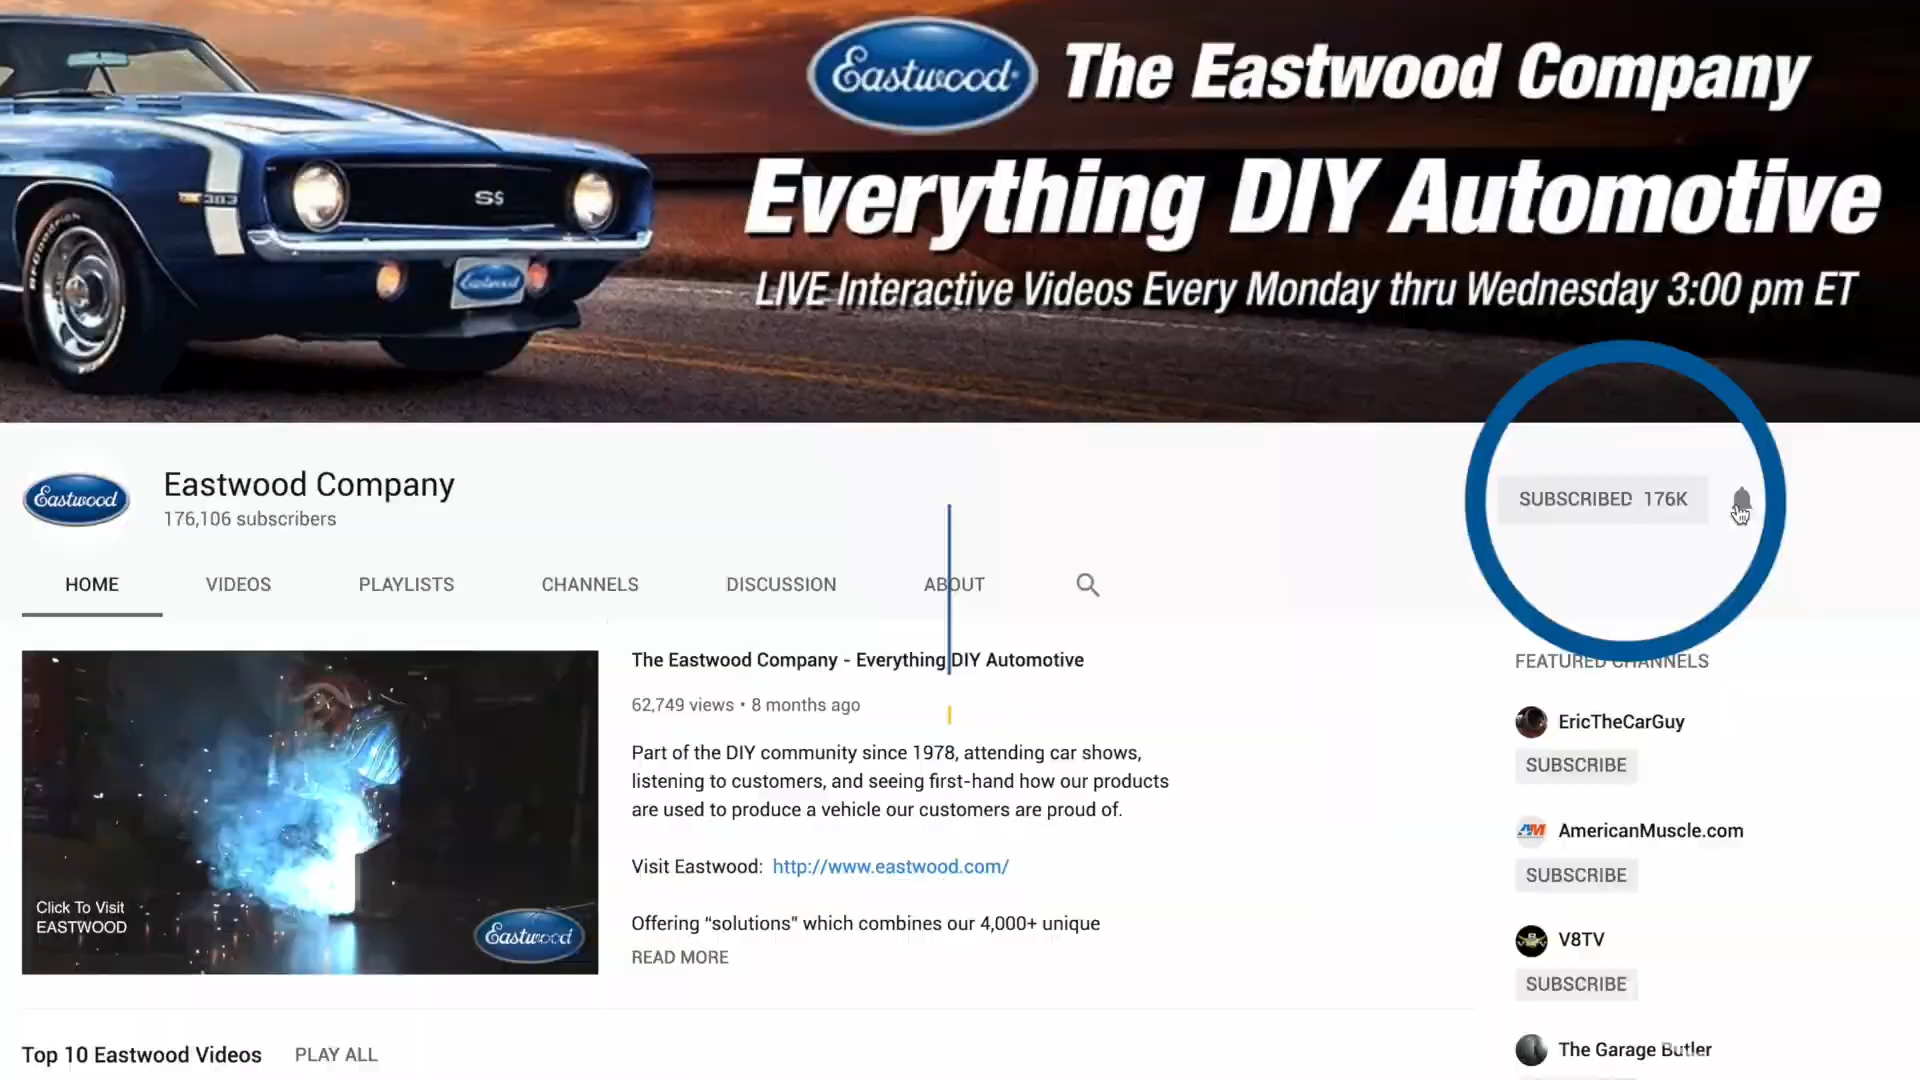 Eastwood The Eastwood Company
Everything DIY Automotive
LIVE Interactive Videos Every Monday thru Wednesday 3:00 pm ET
383
SS
Eastwood
Eastwood
Eastwood Company
176,106 subscribers
SUBSCRIBED 176K
HOME VIDEOS PLAYLISTS CHANNELS DISCUSSION ABOUT
The Eastwood Company - Everything DIY Automotive
62,749 views • 8 months ago
Part of the DIY community since 1978, attending car shows,
listening to customers, and seeing first-hand how our products
are used to produce a vehicle our customers are proud of.
Visit Eastwood: http://www.eastwood.com/
Offering “solutions” which combines our 4,000+ unique
READ MORE
Click To Visit
EASTWOOD
Eastwood
FEATURED CHANNELS
EricTheCarGuy
SUBSCRIBE
AM
AmericanMuscle.com
SUBSCRIBE
V8TV
SUBSCRIBE
The Garage Butler
Top 10 Eastwood Videos PLAY ALL